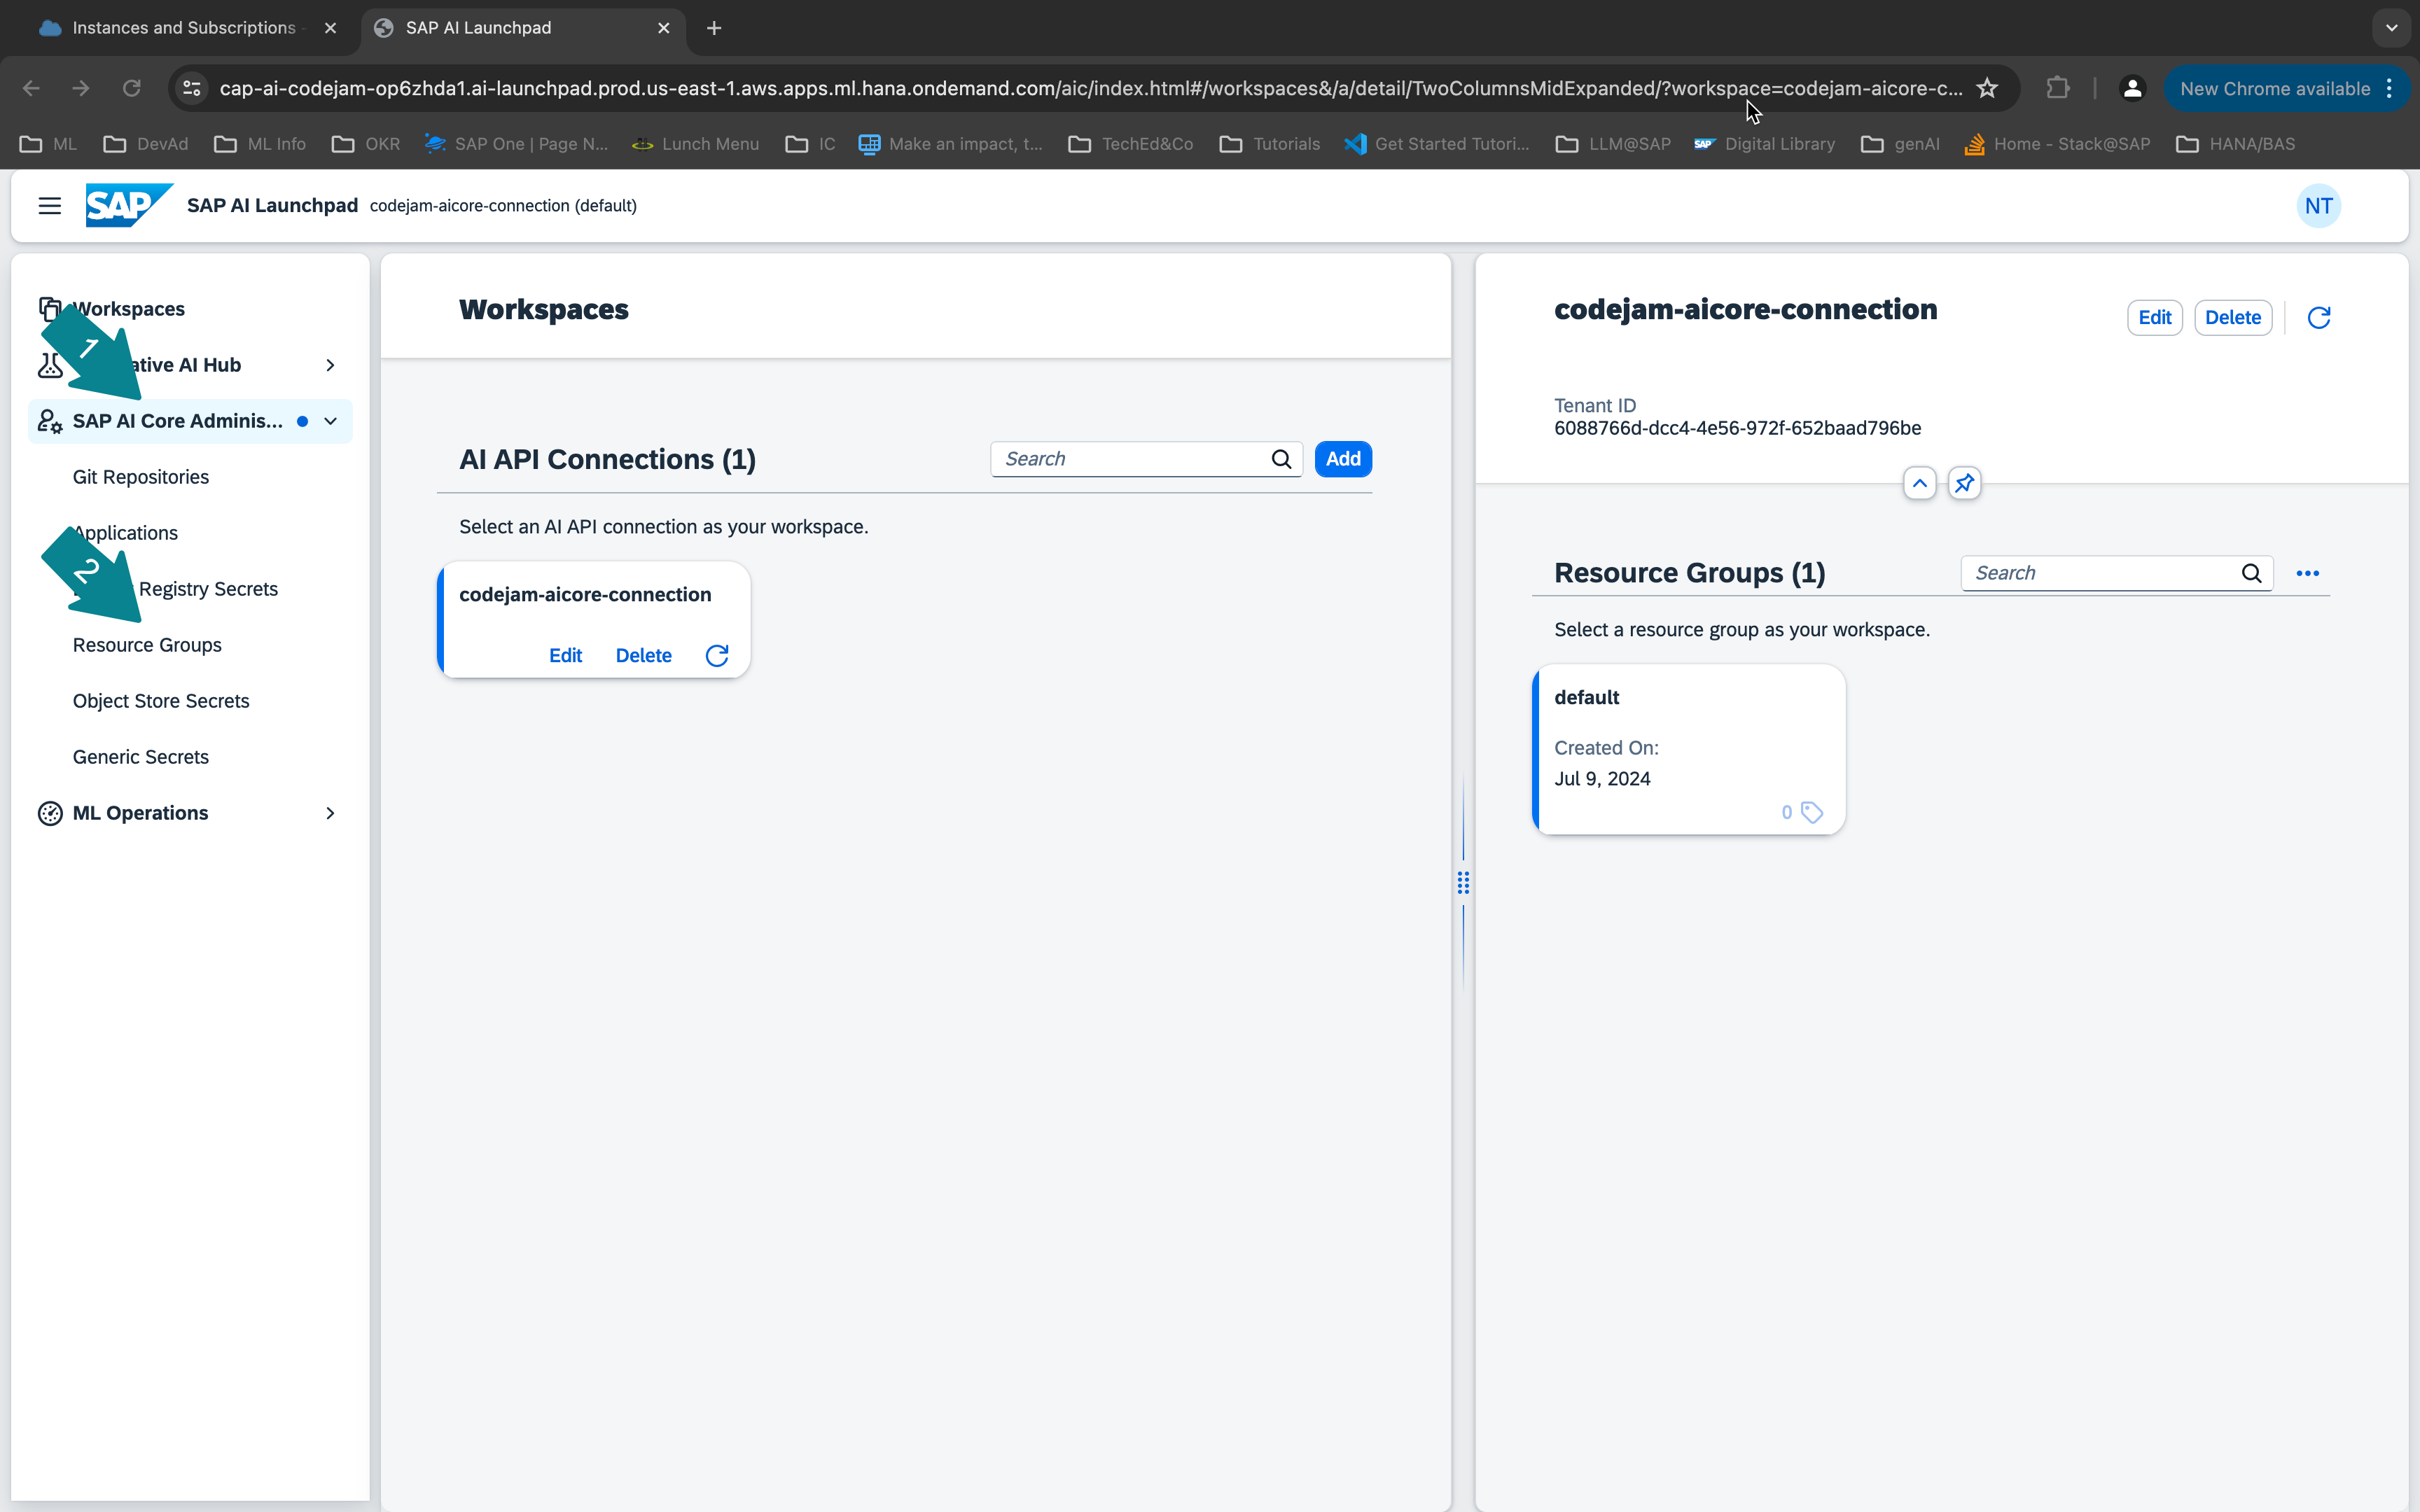 Instances and Subscriptions -
SAP AI Launchpad
cap-ai-codejam-op6zhda1.ai-launchpad.prod.us-east-1.aws.apps.ml.hana.ondemand.com/aic/index.html#/workspaces&/a/detail/TwoColumnsMidExpanded/?workspace=codejam-aicore-c...
New Chrome available
ML
DevAd
ML Info
OKR
SAP One | Page N...
Lunch Menu
IC
Make an impact, t...
TechEd&Co
Tutorials
Get Started Tutori...
LLM@SAP
SAP
Digital Library
genAI
Home - Stack@SAP
HANA/BAS
SAP
SAP AI Launchpad
codejam-aicore-connection (default)
NT
Workspaces
1
ative AI Hub
SAP AI Core Adminis...
Git Repositories
Applications
2
Registry Secrets
Resource Groups
Object Store Secrets
Generic Secrets
ML Operations
Workspaces
AI API Connections (1)
Search
Add
Select an AI API connection as your workspace.
codejam-aicore-connection
Edit
Delete
codejam-aicore-connection
Edit
Delete
Tenant ID
6088766d-dcc4-4e56-972f-652baad796be
Resource Groups (1)
Search
Select a resource group as your workspace.
default
Created On:
Jul 9, 2024
0